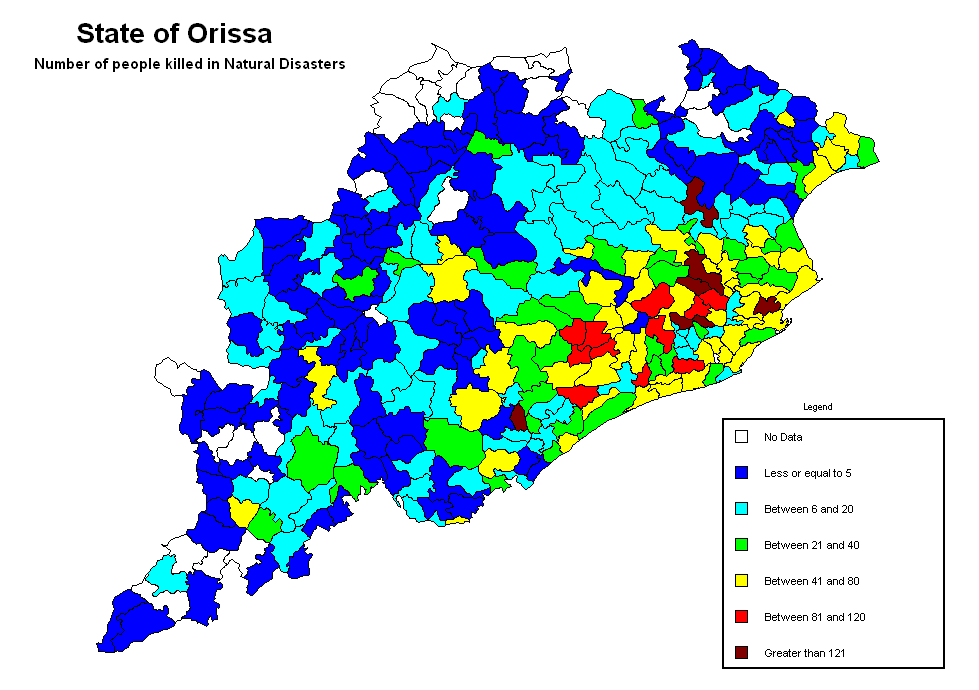 State of Orissa
Number of people killed in Natural Disasters
Legend
No Data
Less or equal to 5
Between 6 and 20
Between 21 and 40
Between 41 and 80
Between 81 and 120
Greater than 121